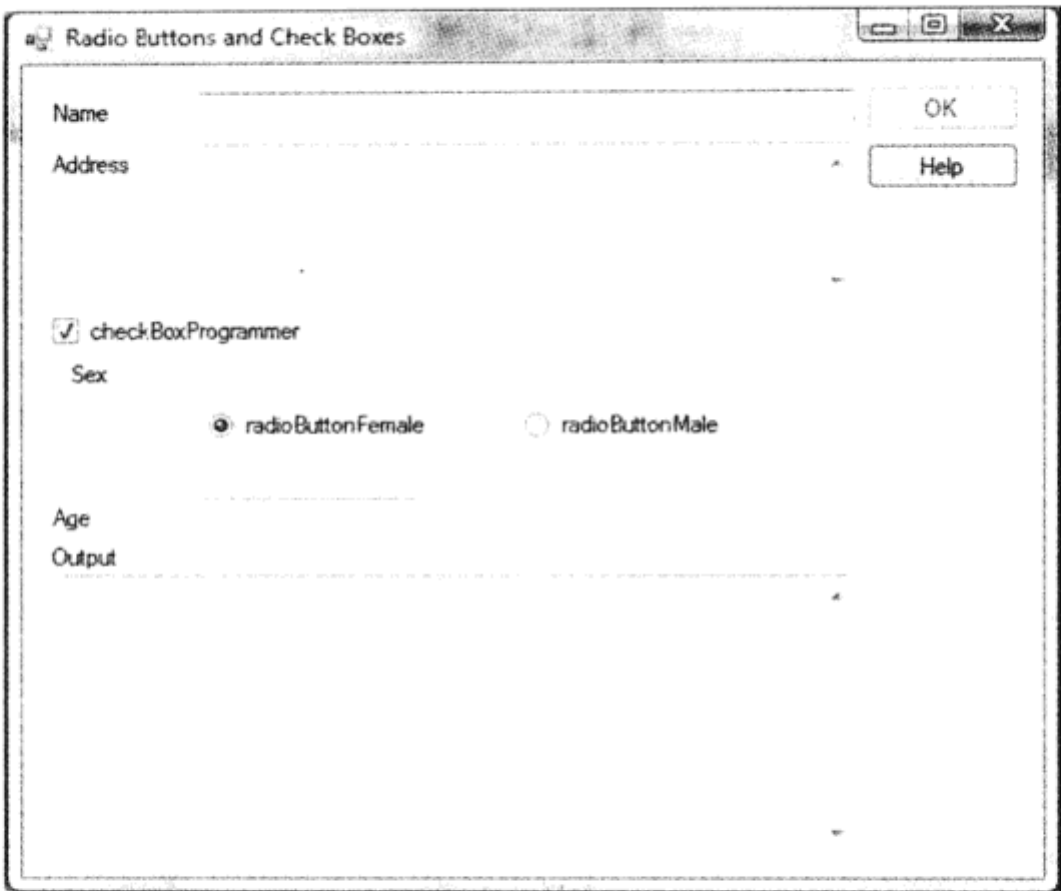 Radio Buttons and Check Boxes
Name
OK
Address
Help
checkBoxProgrammer
Sex
radioButtonFemale
radioButtonMale
Age
Output